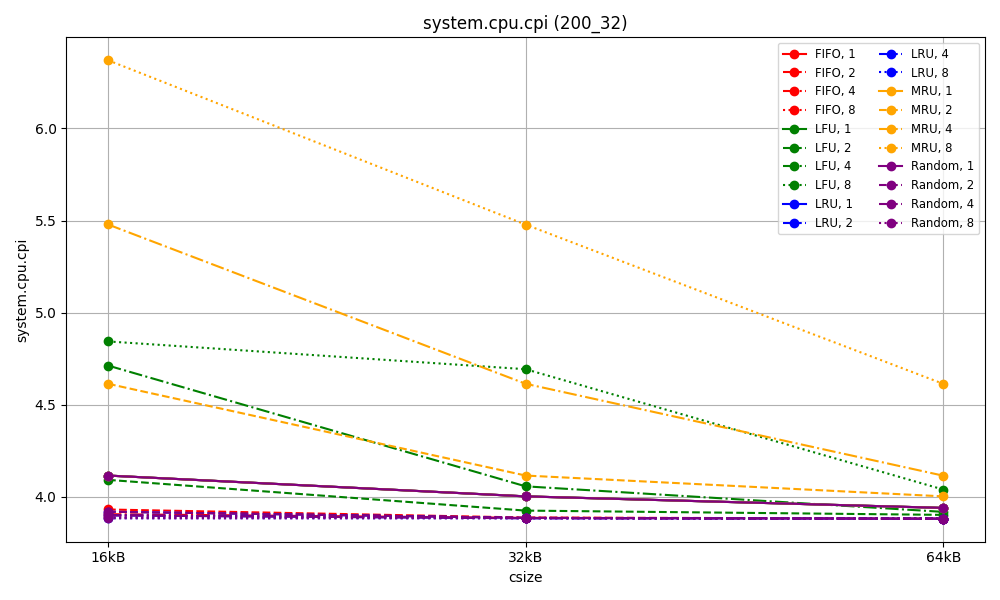 system.cpu.cpi (200_32)
system.cpu.cpi
6.0
5.5
5.0
4.5
4.0
16kB
32kB
64kB
csize
FIFO, 1
FIFO, 2
FIFO, 4
FIFO, 8
LFU, 1
LFU, 2
LFU, 4
LFU, 8
LRU, 1
LRU, 2
LRU, 4
LRU, 8
MRU, 1
MRU, 2
MRU, 4
MRU, 8
Random, 1
Random, 2
Random, 4
Random, 8